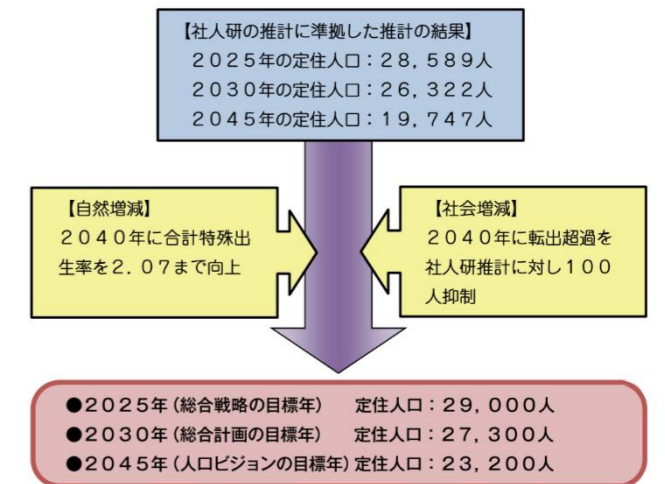 【社人研の推計に準拠した推計の結果】
２０２５年の定住人口：２８，５８９人
２０３０年の定住人口：２６，３２２人
２０４５年の定住人口：１９，７４７人
【自然増減】
２０４０年に合計特殊出
生率を２．０７まで向上
【社会増減】
２０４０年に転出超過を
社人研推計に対し１００
人抑制
●２０２５年（総合戦略の目標年）　定住人口：２９，０００人
●２０３０年（総合計画の目標年）　定住人口：２７，３００人
●２０４５年（人口ビジョンの目標年）定住人口：２３，２００人